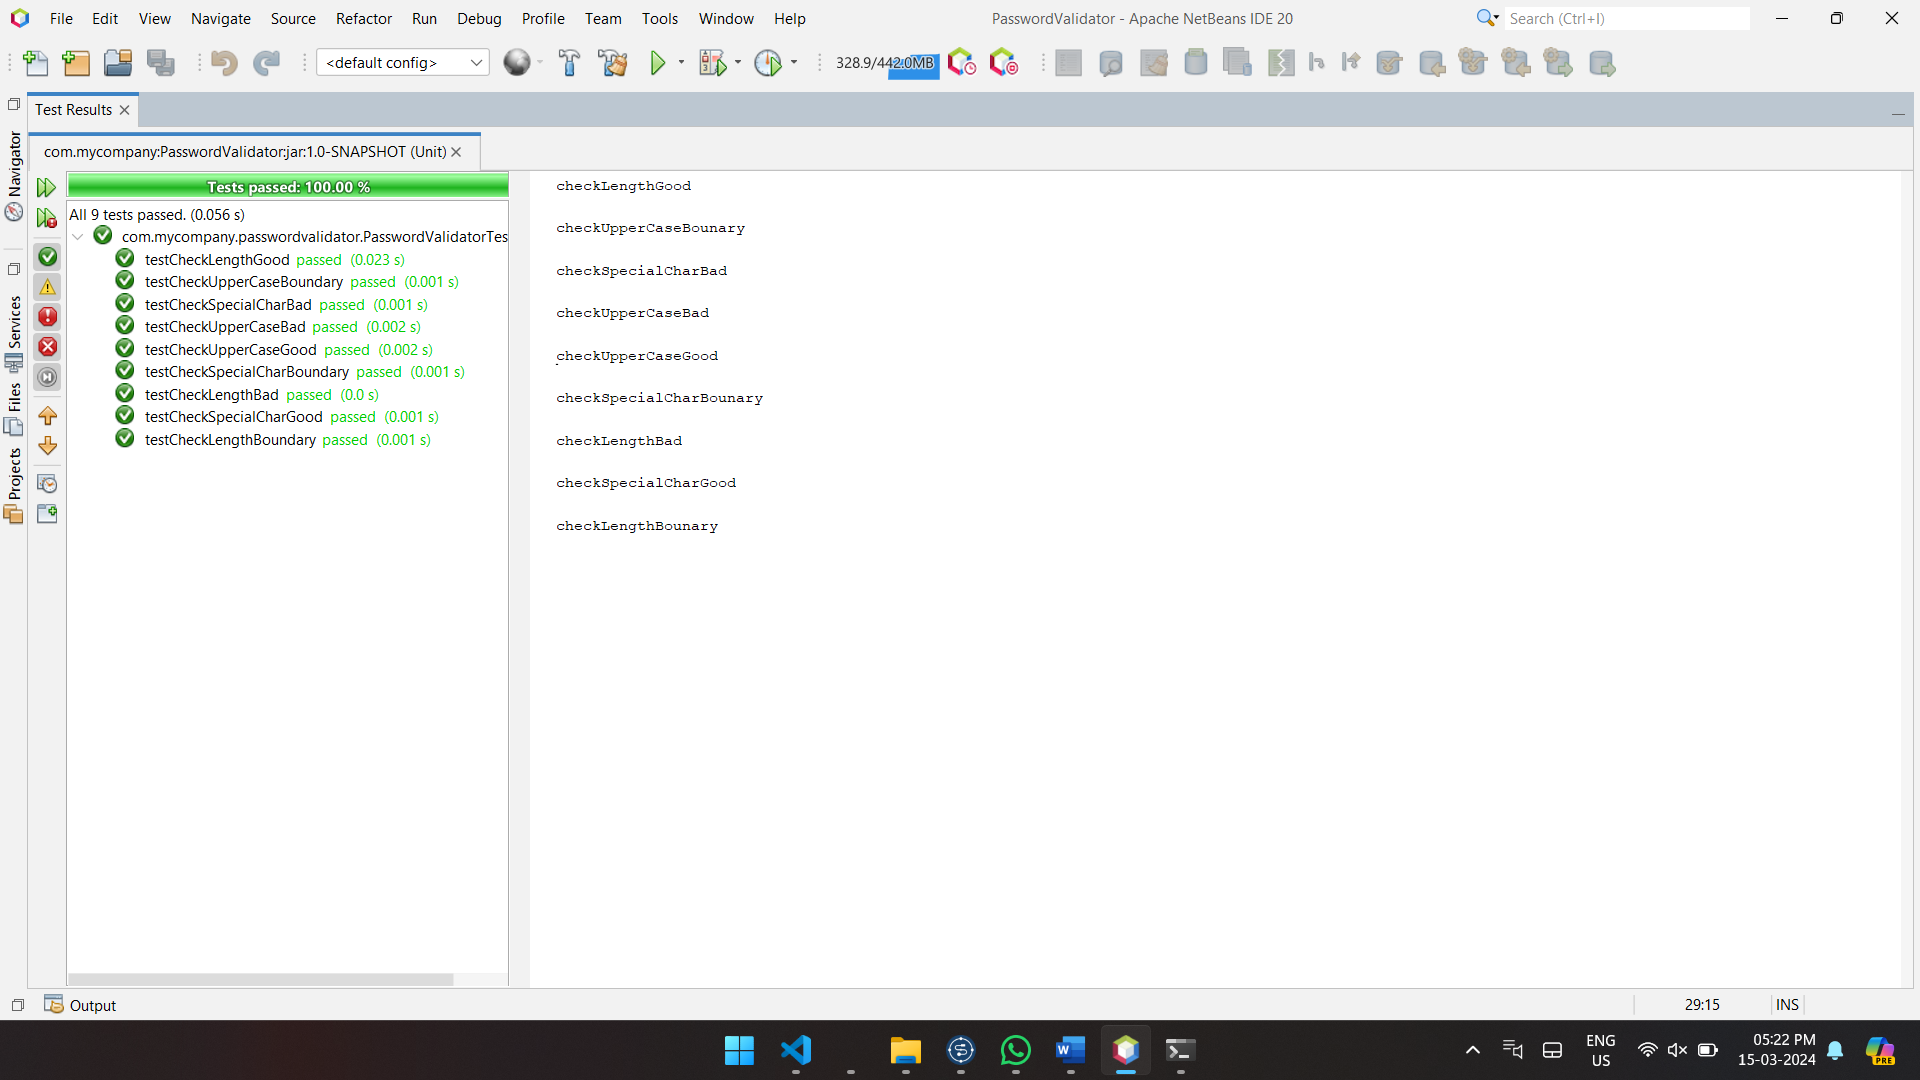 File Edit View Navigate Source Refactor Run Debug Profile Team Tools Window Help
PasswordValidator - Apache NetBeans IDE 20
Search (Ctrl+I)
<default config>
328.9/442.0MB
Test Results
com.mycompany:PasswordValidator:jar:1.0-SNAPSHOT (Unit)
Navigator
Services
Files
Projects
Tests passed: 100.00 %
All 9 tests passed. (0.056 s)
com.mycompany.passwordvalidator.PasswordValidatorTes
testCheckLengthGood passed (0.023 s)
testCheckUpperCaseBoundary passed (0.001 s)
testCheckSpecialCharBad passed (0.001 s)
testCheckUpperCaseBad passed (0.002 s)
testCheckUpperCaseGood passed (0.002 s)
testCheckSpecialCharBoundary passed (0.001 s)
testCheckLengthBad passed (0.0 s)
testCheckSpecialCharGood passed (0.001 s)
testCheckLengthBoundary passed (0.001 s)
checkLengthGood
checkUpperCaseBounary
checkSpecialCharBad
checkUpperCaseBad
checkUpperCaseGood
checkSpecialCharBounary
checkLengthBad
checkSpecialCharGood
checkLengthBounary
Output
29:15
INS
ENG
US
05:22 PM
15-03-2024
PRE